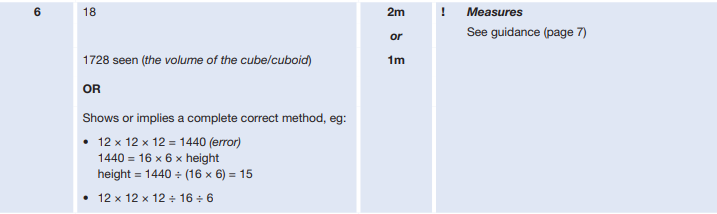 6
18
2m
! Measures
or
See guidance (page 7)
1728 seen (the volume of the cube/cuboid)
1m
OR
Shows or implies a complete correct method, eg:
• 12 × 12 × 12 = 1440 (error)
1440 = 16 × 6 × height
height = 1440 ÷ (16 × 6) = 15
• 12 × 12 × 12 ÷ 16 ÷ 6